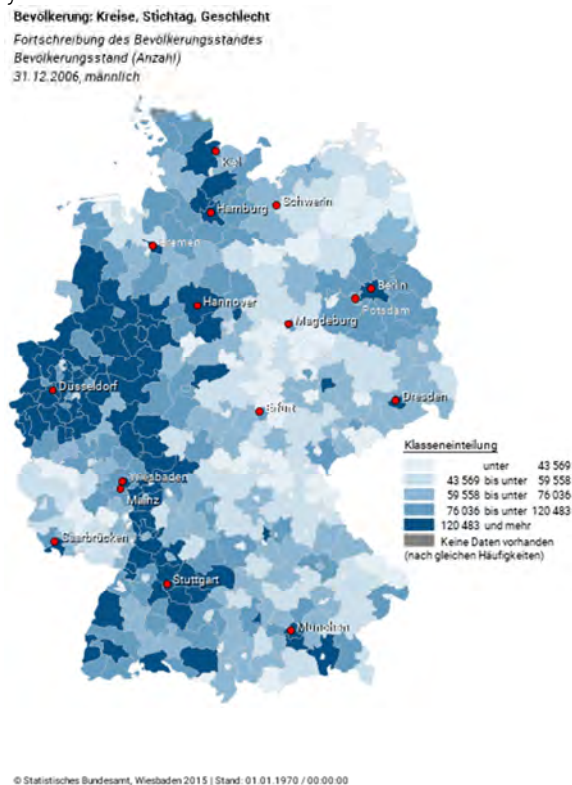 y
Bevölkerung: Kreise, Stichtag, Geschlecht
Fortschreibung des Bevölkerungsstandes
Bevölkerungsstand (Anzahl)
31.12.2006, männlich
Kiel
Hamburg
Schwerin
Bremen
Berlin
Hannover
Potsdam
Magdeburg
Düsseldorf
Dresden
Erfurt
Klasseneinteilung
unter 43 569
43 569 bis unter 59 558
59 558 bis unter 76 036
76 036 bis unter 120 483
120 483 und mehr
Keine Daten vorhanden
(nach gleichen Häufigkeiten)
Wiesbaden
Mainz
Saarbrücken
Stuttgart
München
© Statistisches Bundesamt, Wiesbaden 2015 | Stand: 01.01.1970 / 00:00:00